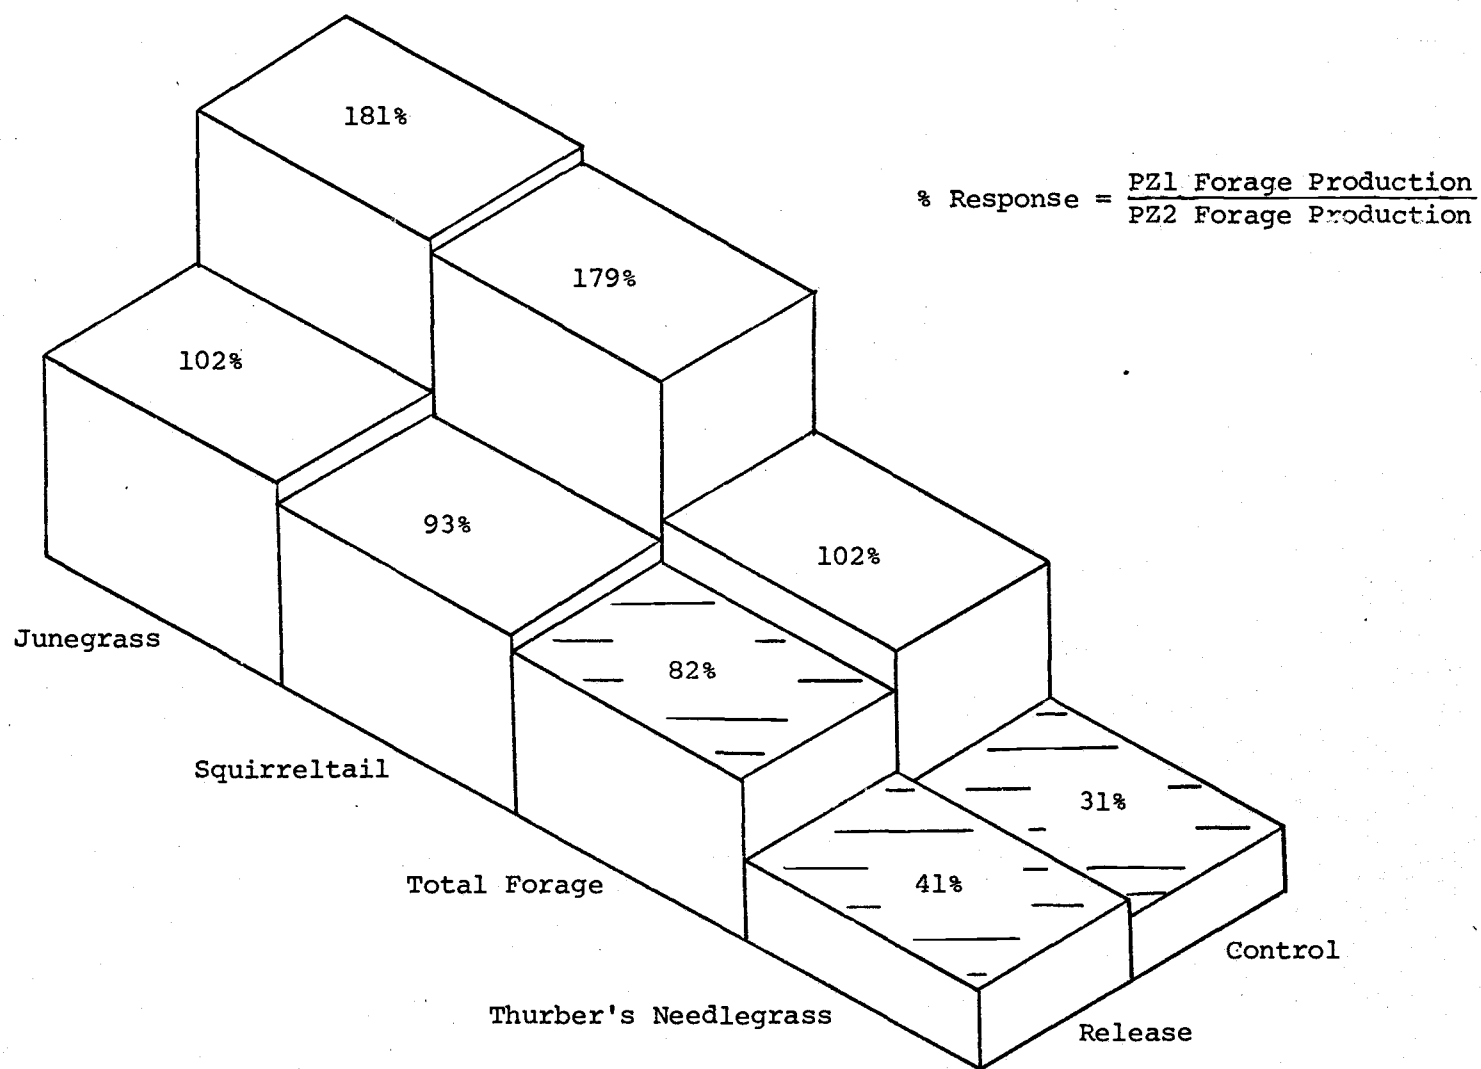 181%
% Response = PZ1 Forage Production
PZ2 Forage Production
179%
102%
93%
102%
Junegrass
82%
Squirreltail
31%
Total Forage
41%
Control
Thurber's Needlegrass
Release